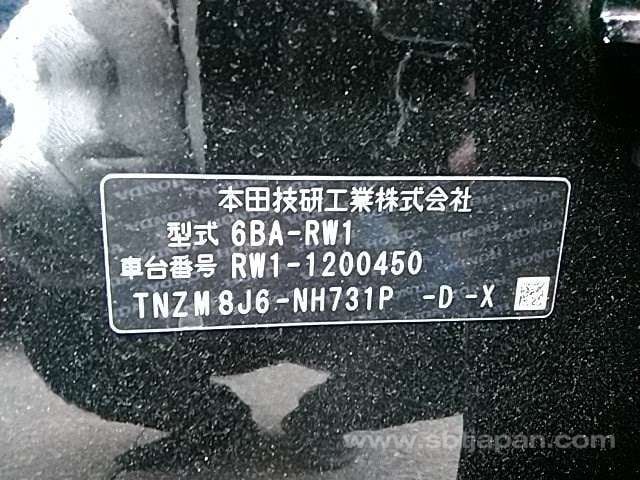 本田技研工業株式会社
型式 6BA-RW1
車台番号 RW1-1200450
TNZM8J6-NH731P -D -X
www.sbtjapan.com